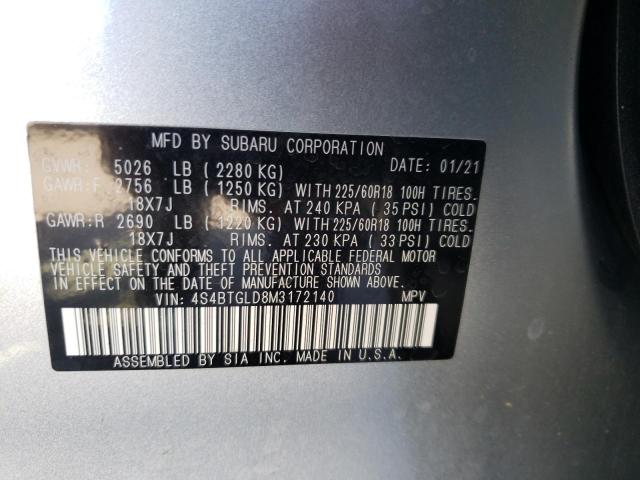 MFD BY SUBARU CORPORATION
GVWR: 5026 LB (2280 KG) DATE: 01/21
GAWR:F 2756 LB (1250 KG) WITH 225/60R18 100H TIRES.
18X7J RIMS. AT 240 KPA (35 PSI) COLD
GAWR:R 2690 LB (1220 KG) WITH 225/60R18 100H TIRES.
18X7J RIMS. AT 230 KPA (33 PSI) COLD
THIS VEHICLE CONFORMS TO ALL APPLICABLE FEDERAL MOTOR
VEHICLE SAFETY AND THEFT PREVENTION STANDARDS
IN EFFECT ON THE DATE OF MANUFACTURE SHOWN ABOVE.
VIN: 4S4BTGLD8M3172140 MPV
ASSEMBLED BY SIA INC. MADE IN U.S.A.